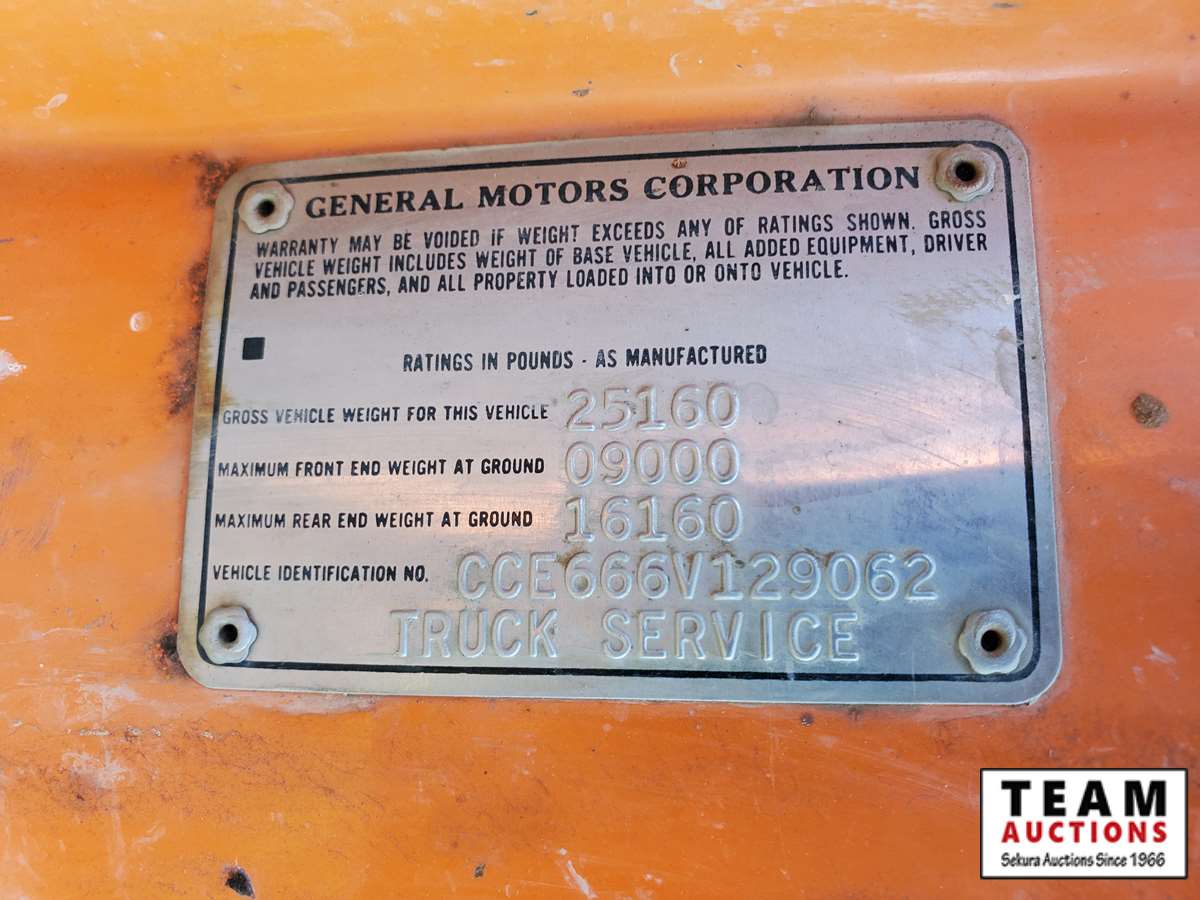 GENERAL MOTORS CORPORATION
WARRANTY MAY BE VOIDED IF WEIGHT EXCEEDS ANY OF RATINGS SHOWN. GROSS
VEHICLE WEIGHT INCLUDES WEIGHT OF BASE VEHICLE, ALL ADDED EQUIPMENT, DRIVER
AND PASSENGERS, AND ALL PROPERTY LOADED INTO OR ONTO VEHICLE.
RATINGS IN POUNDS - AS MANUFACTURED
GROSS VEHICLE WEIGHT FOR THIS VEHICLE 25160
MAXIMUM FRONT END WEIGHT AT GROUND 09000
MAXIMUM REAR END WEIGHT AT GROUND 16160
VEHICLE IDENTIFICATION NO. CCE666V129062
TRUCK SERVICE
TEAM
AUCTIONS
Sekura Auctions Since 1966